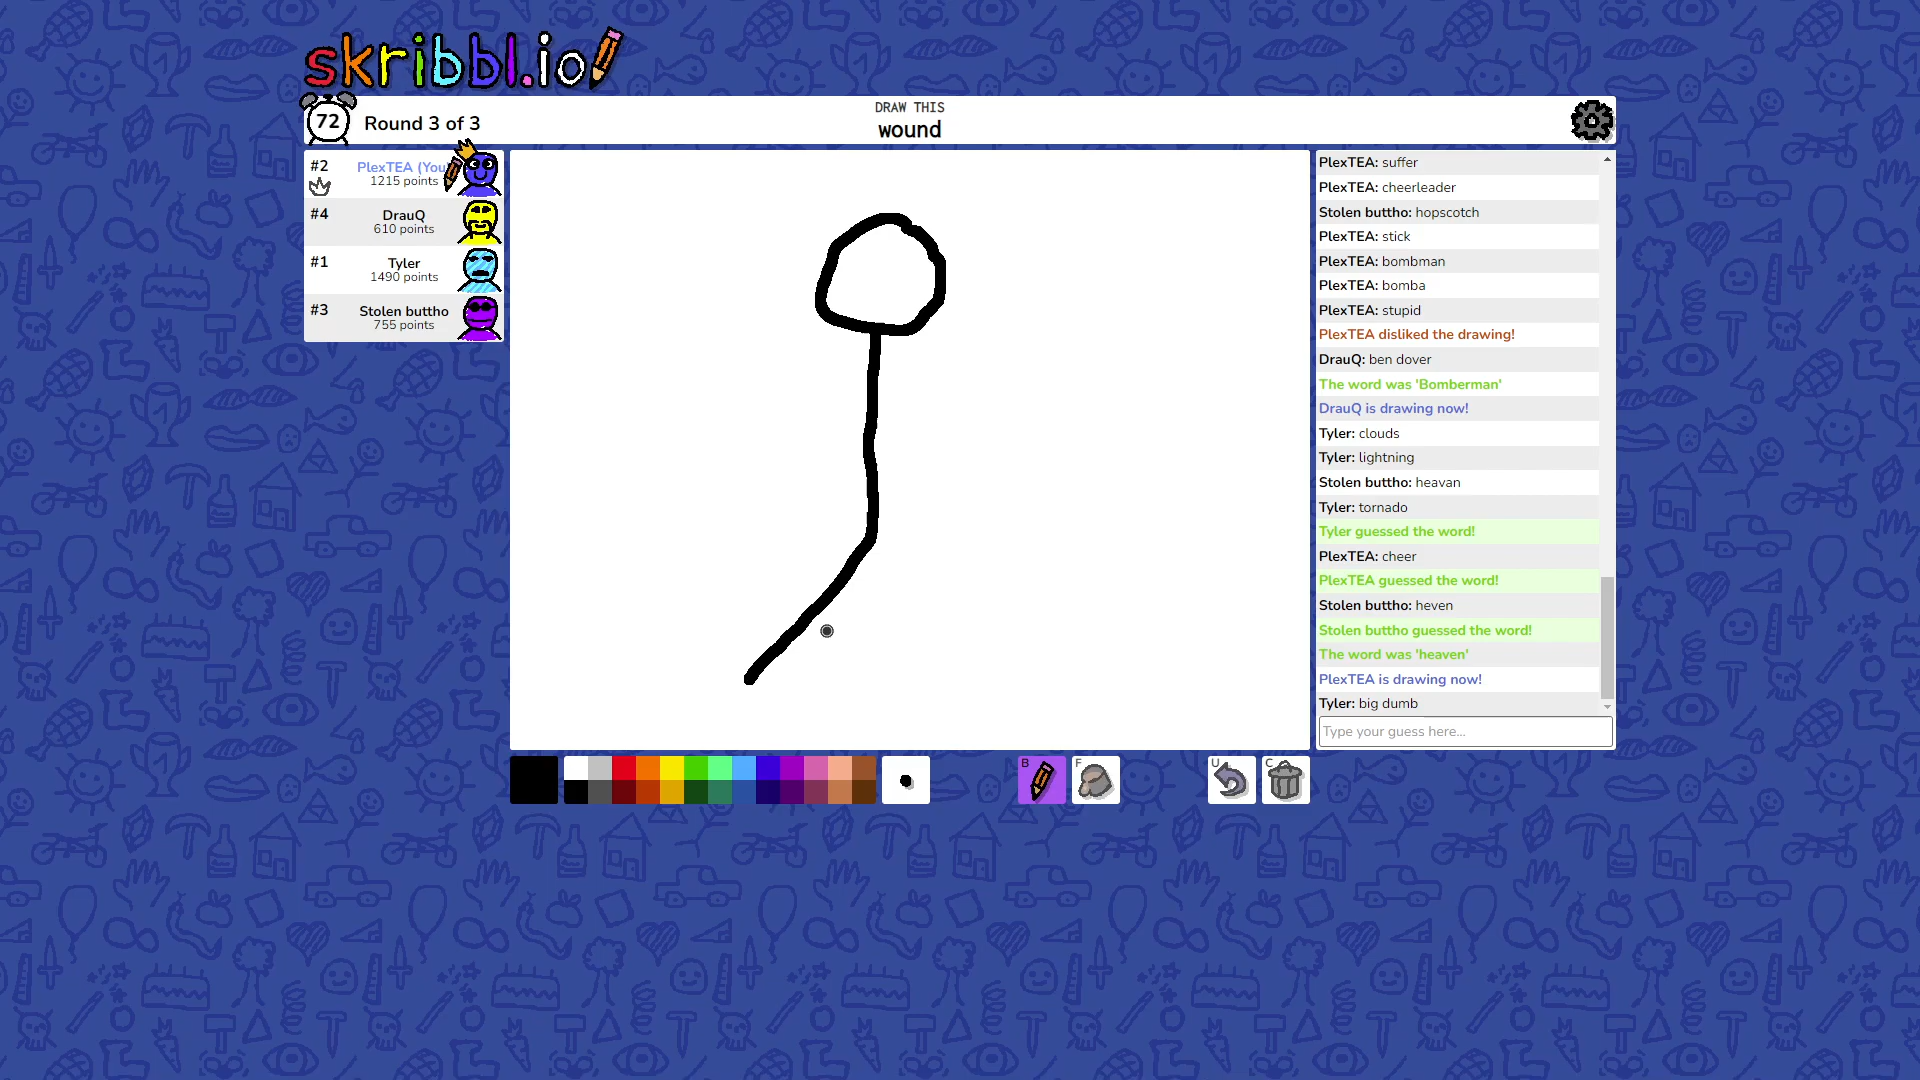 skribbl.io
72
Round 3 of 3
DRAW THIS
wound
#2
PlexTEA (You
1215 points
#4
DrauQ
610 points
#1
Tyler
1490 points
#3
Stolen buttho
755 points
PlexTEA: suffer
PlexTEA: cheerleader
Stolen buttho: hopscotch
PlexTEA: stick
PlexTEA: bombman
PlexTEA: bomba
PlexTEA: stupid
PlexTEA disliked the drawing!
DrauQ: ben dover
The word was 'Bomberman'
DrauQ is drawing now!
Tyler: clouds
Tyler: lightning
Stolen buttho: heavan
Tyler: tornado
Tyler guessed the word!
PlexTEA: cheer
PlexTEA guessed the word!
Stolen buttho: heven
Stolen buttho guessed the word!
The word was 'heaven'
PlexTEA is drawing now!
Tyler: big dumb
Type your guess here...
B
F
U
C